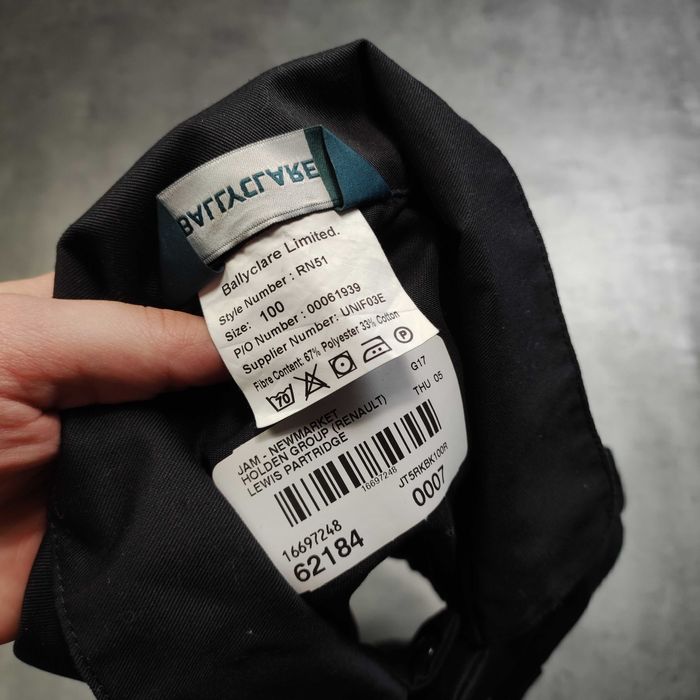 BALLYCLARE
Ballyclare Limited.
Style Number : RN51
Size: 100
P/O Number : 00061939
Supplier Number: UNIF03E
Fibre Content: 67% Polyester 33% Cotton
70 P
G17
JAM - NEWMARKET THU 05
HOLDEN GROUP (RENAULT)
LEWIS PARTRIDGE
16697248
JT5RKBK100R
16697248 0007
62184